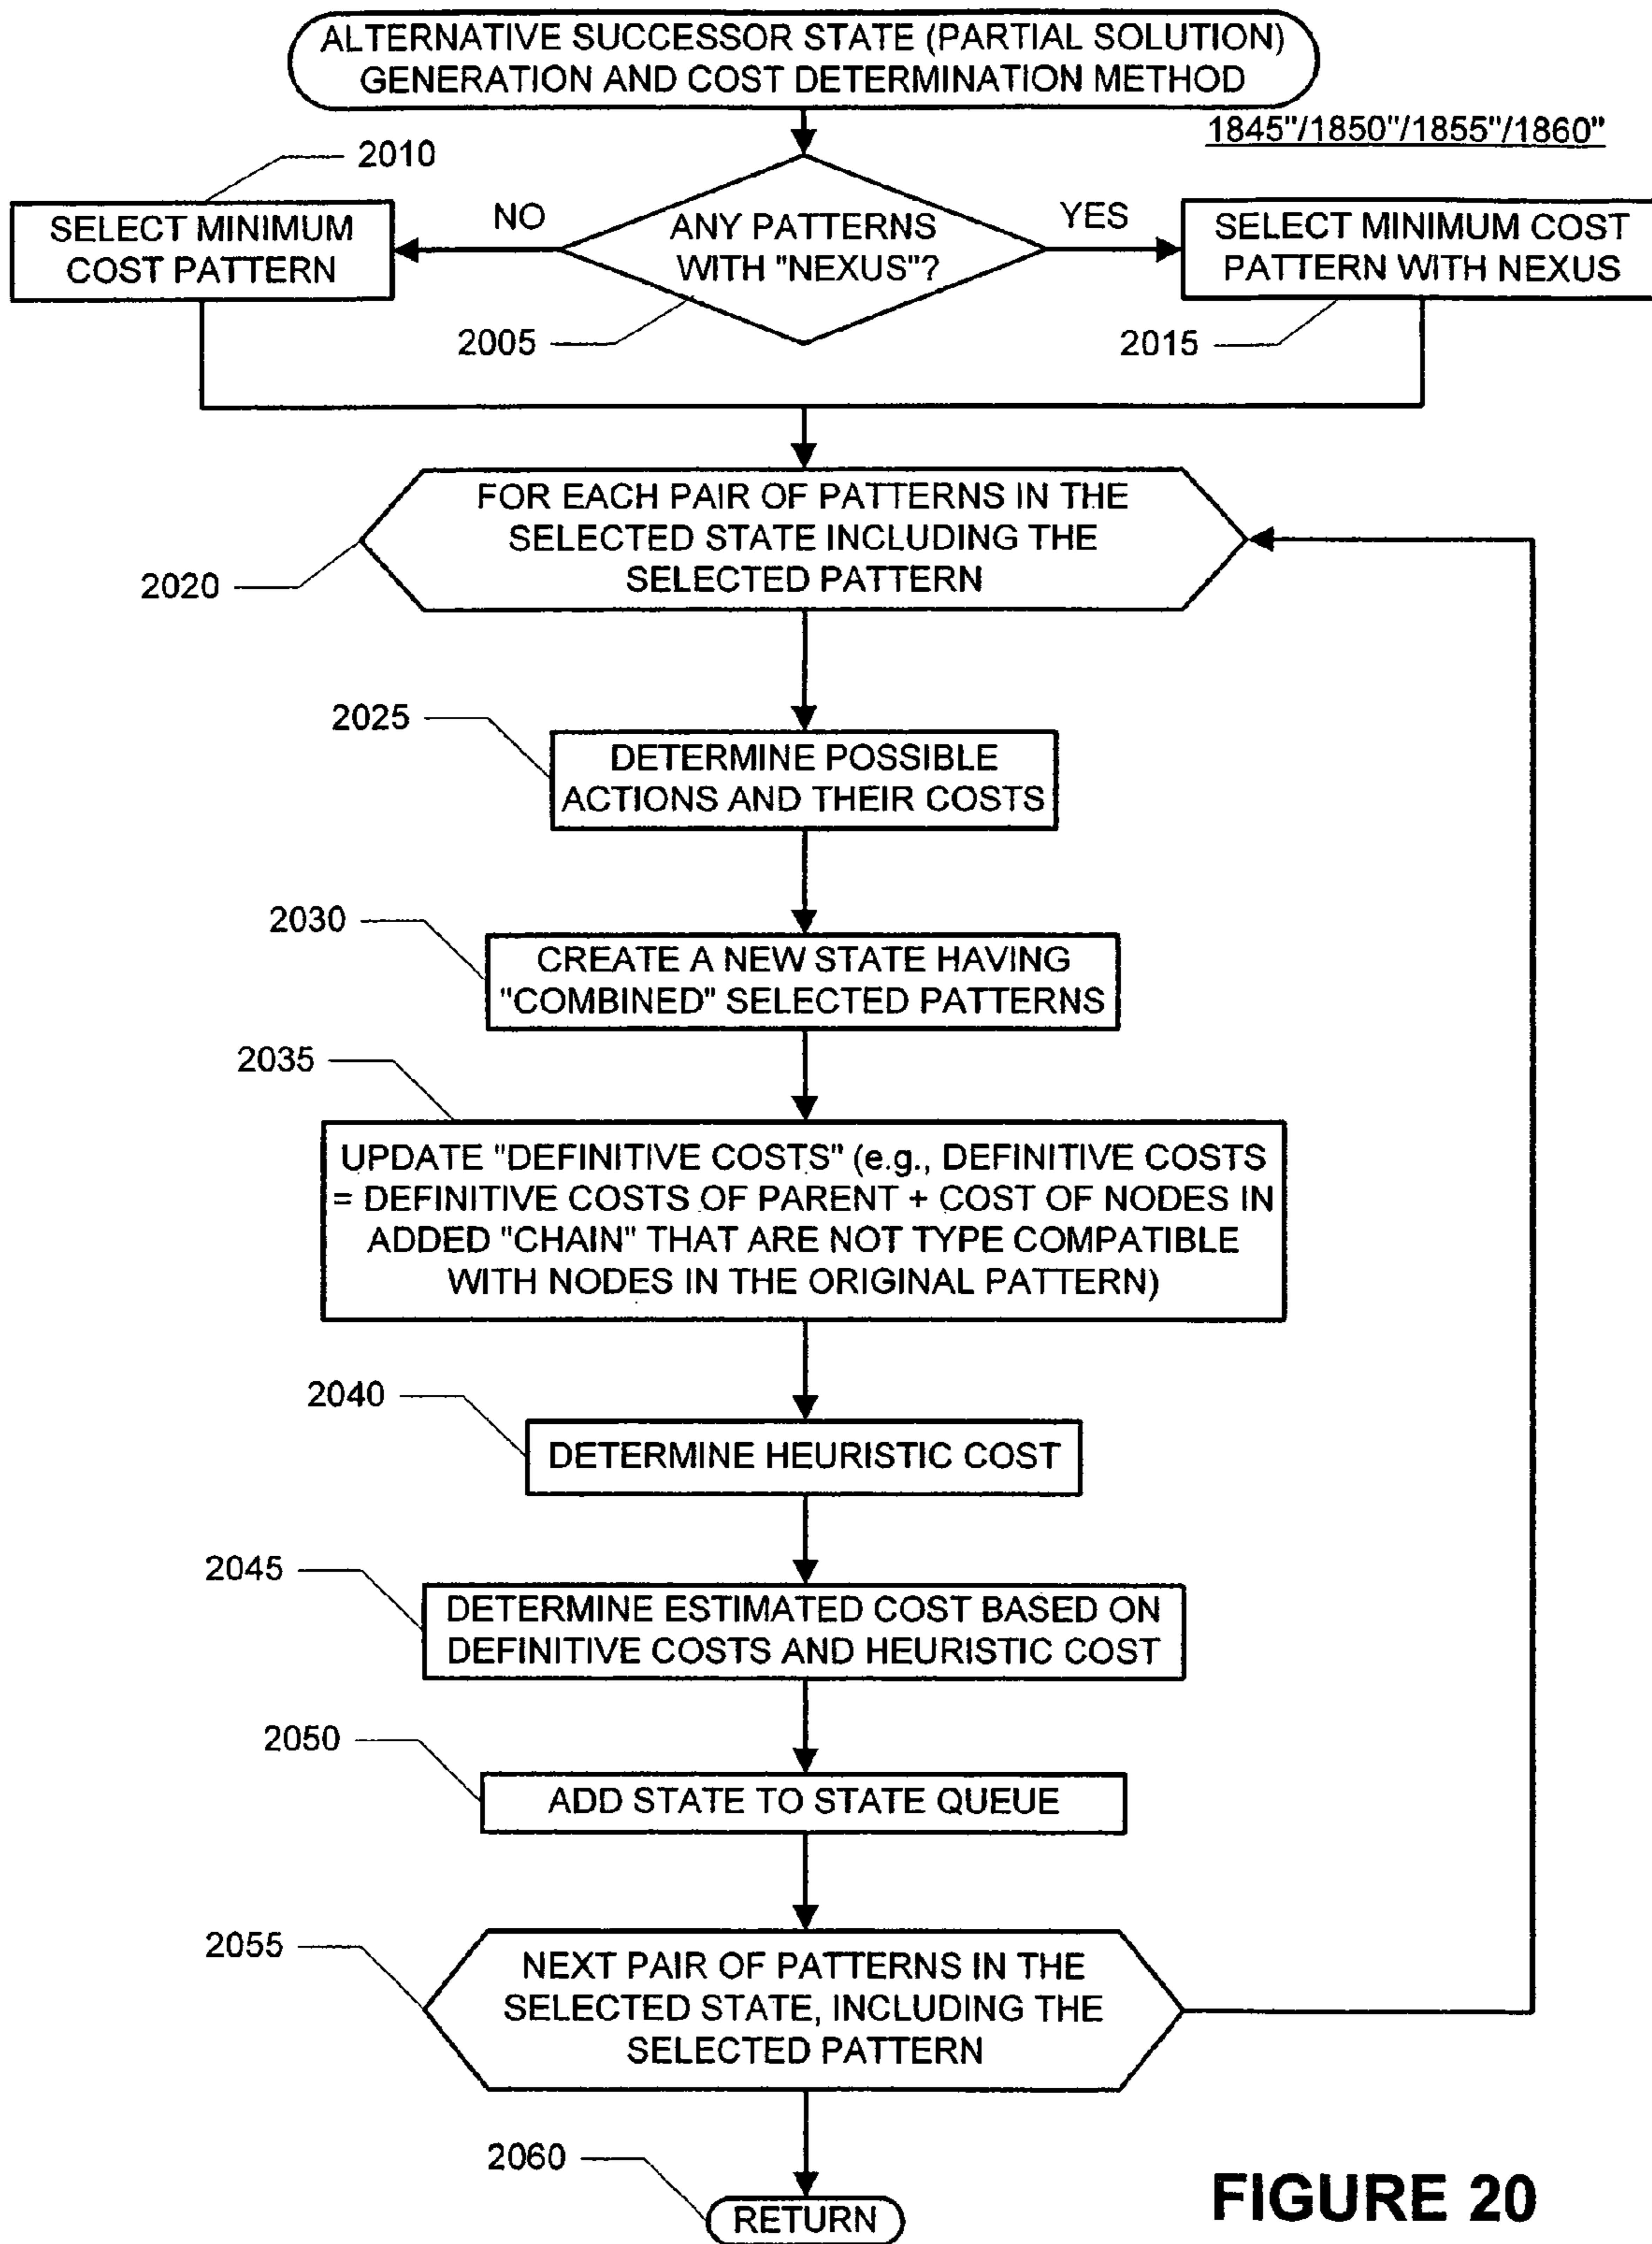 ALTERNATIVE SUCCESSOR STATE (PARTIAL SOLUTION)
GENERATION AND COST DETERMINATION METHOD
1845"/1850"/1855"/1860"
2010
SELECT MINIMUM
COST PATTERN
NO
ANY PATTERNS
WITH "NEXUS"?
YES
SELECT MINIMUM COST
PATTERN WITH NEXUS
2005
2015
FOR EACH PAIR OF PATTERNS IN THE
SELECTED STATE INCLUDING THE
SELECTED PATTERN
2020
2025
DETERMINE POSSIBLE
ACTIONS AND THEIR COSTS
2030
CREATE A NEW STATE HAVING
"COMBINED" SELECTED PATTERNS
2035
UPDATE "DEFINITIVE COSTS" (e.g., DEFINITIVE COSTS
= DEFINITIVE COSTS OF PARENT + COST OF NODES IN
ADDED "CHAIN" THAT ARE NOT TYPE COMPATIBLE
WITH NODES IN THE ORIGINAL PATTERN)
2040
DETERMINE HEURISTIC COST
2045
DETERMINE ESTIMATED COST BASED ON
DEFINITIVE COSTS AND HEURISTIC COST
2050
ADD STATE TO STATE QUEUE
2055
NEXT PAIR OF PATTERNS IN THE
SELECTED STATE, INCLUDING THE
SELECTED PATTERN
2060
RETURN
FIGURE 20